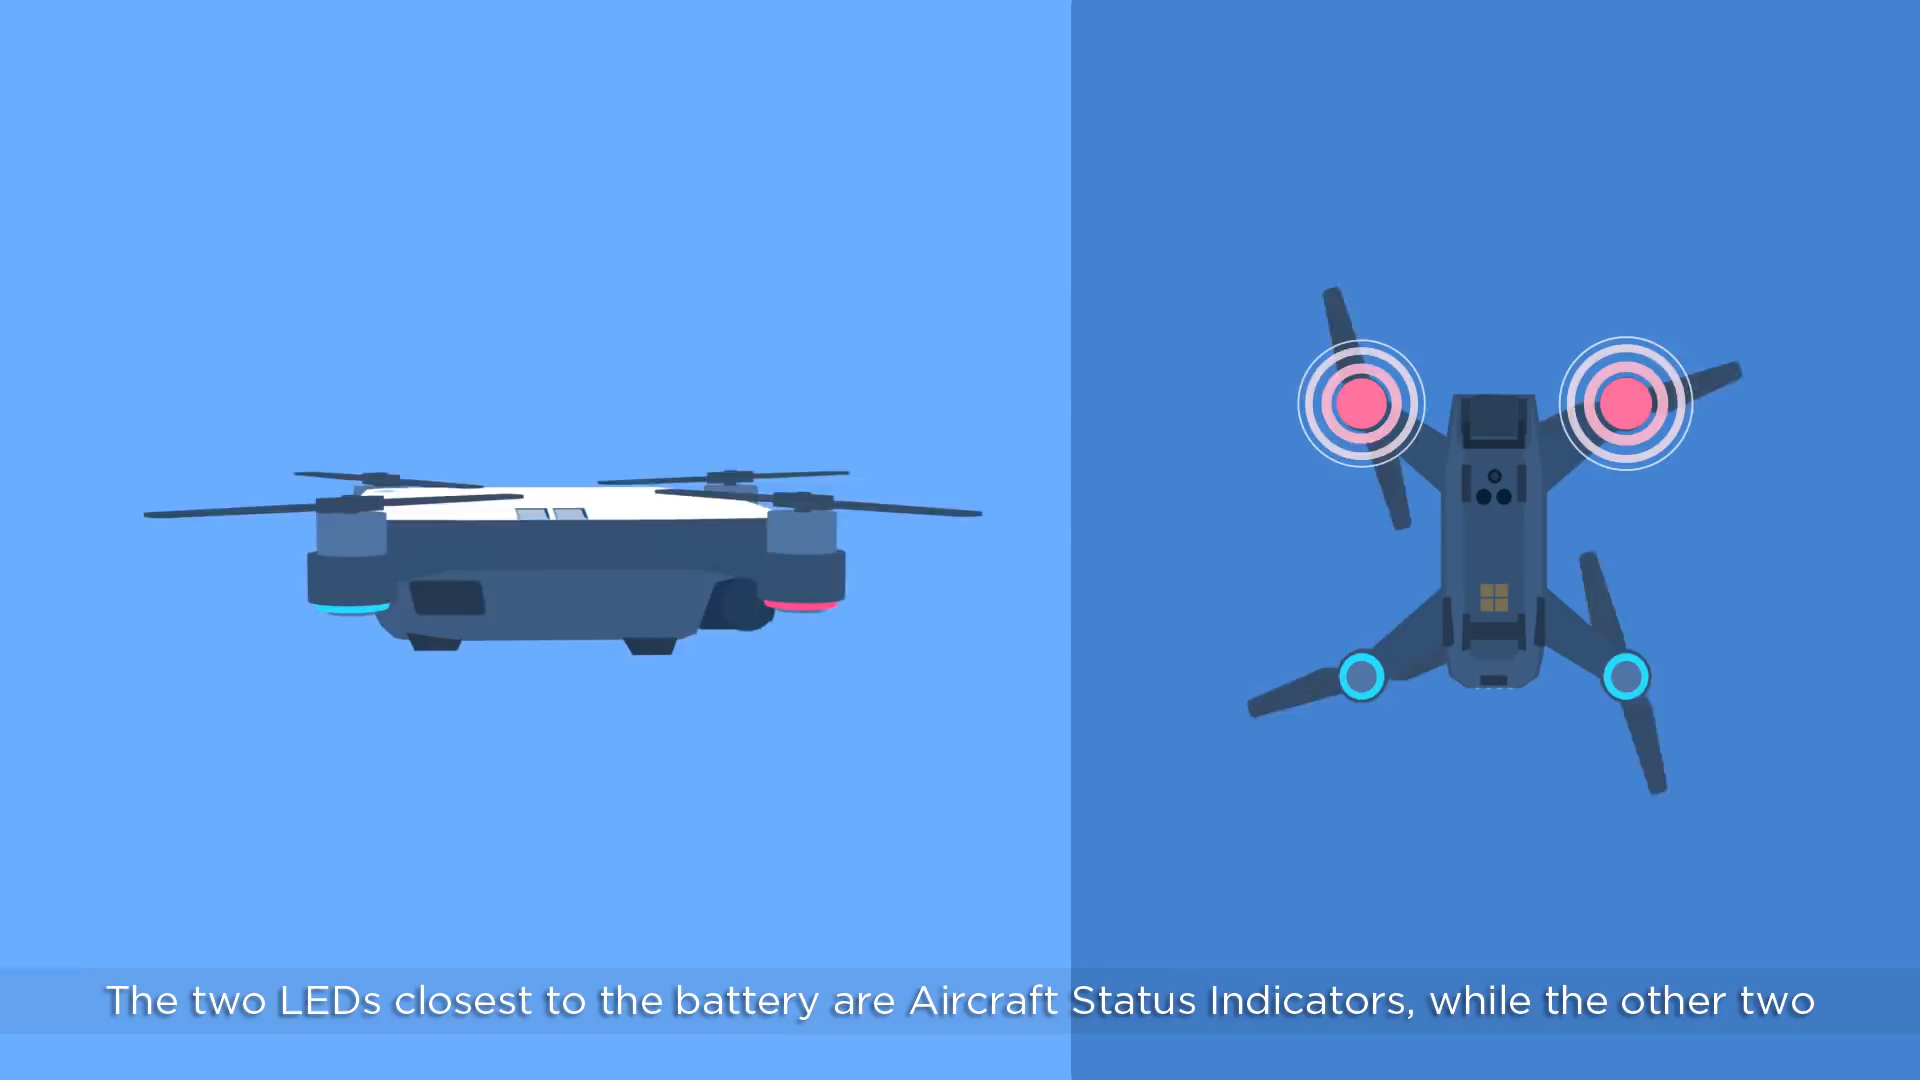 The two LEDs closest to the battery are Aircraft Status Indicators, while the other two